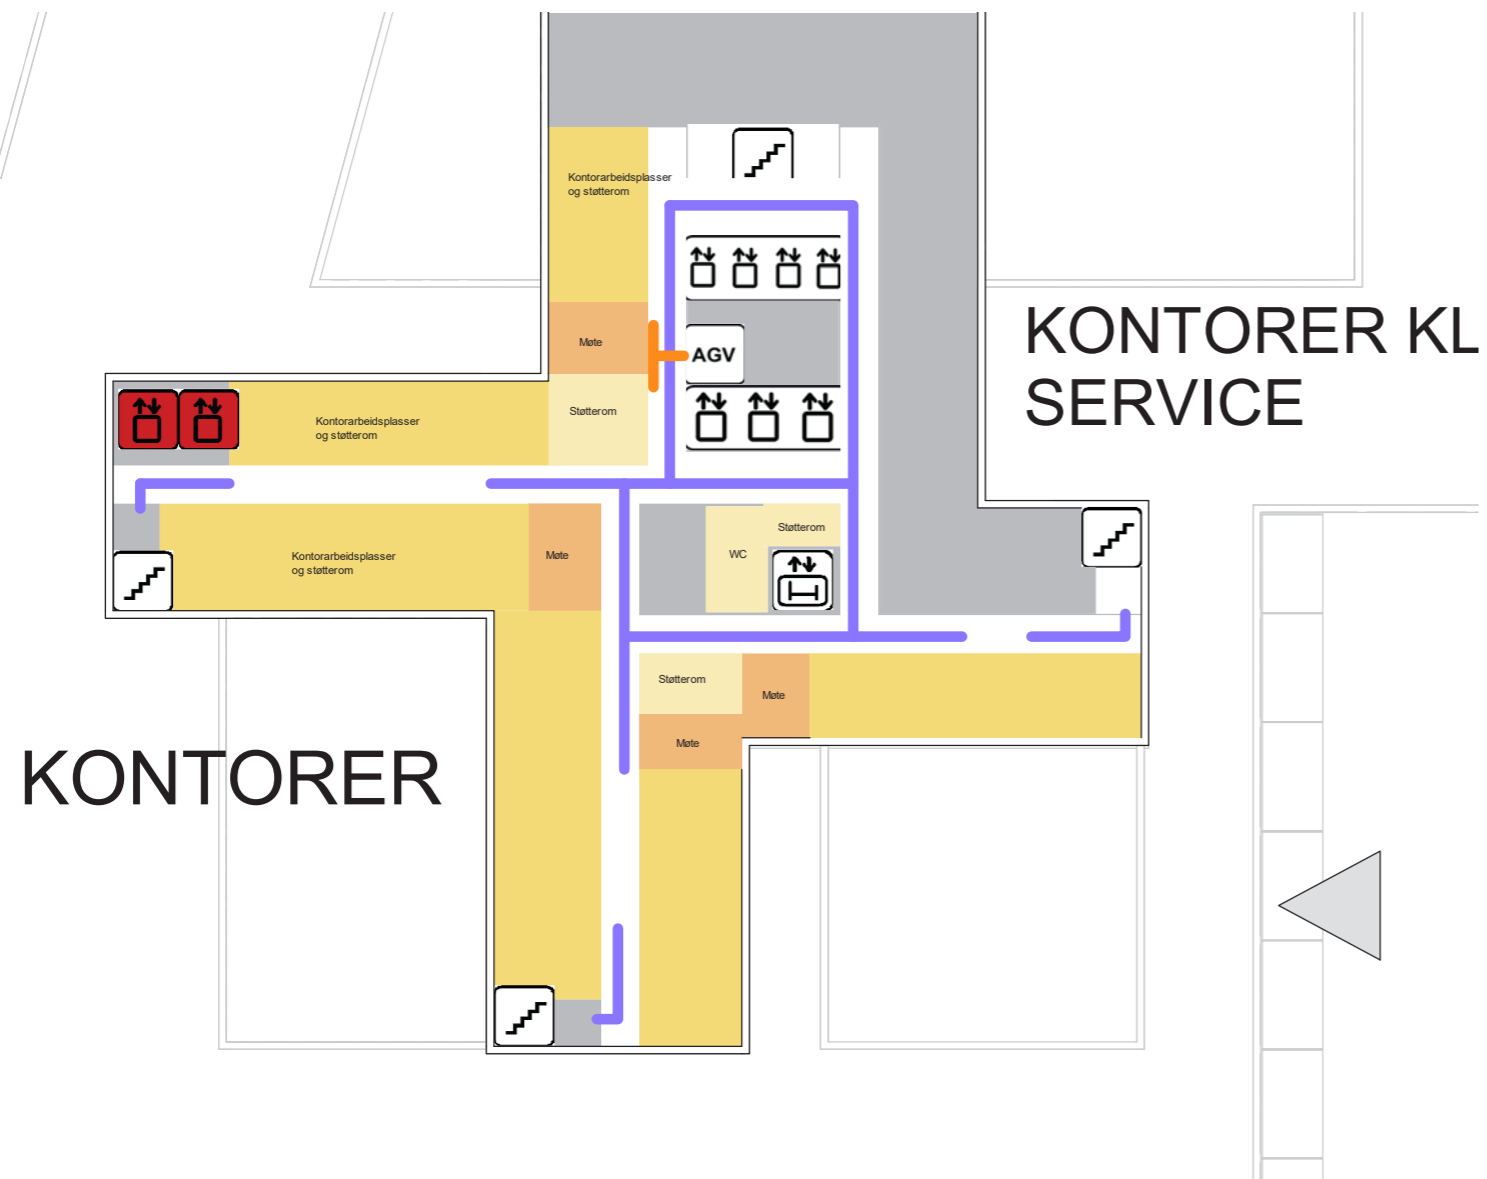 Kontorarbeidsplasser
og støtterom
KONTORER KL
SERVICE
Møte
AGV
Støtterom
Kontorarbeidsplasser
og støtterom
Støtterom
WC
Møte
Kontorarbeidsplasser
og støtterom
Støtterom
Møte
Møte
KONTORER